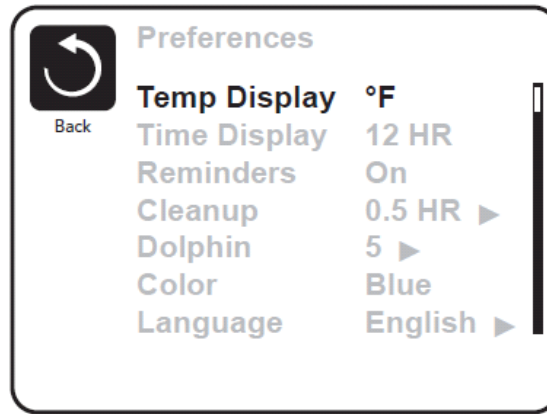 Preferences
Back
Temp Display °F
Time Display 12 HR
Reminders On
Cleanup 0.5 HR ▶
Dolphin 5 ▶
Color Blue
Language English ▶